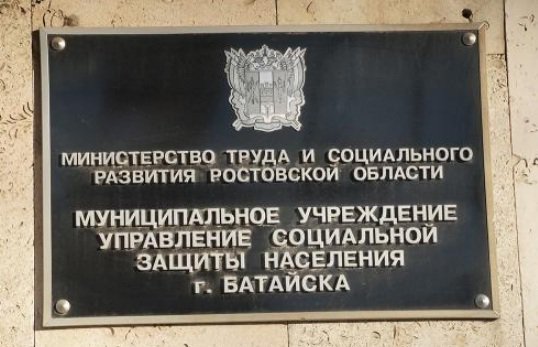 МИНИСТЕРСТВО ТРУДА И СОЦИАЛЬНОГО
РАЗВИТИЯ РОСТОВСКОЙ ОБЛАСТИ
МУНИЦИПАЛЬНОЕ УЧРЕЖДЕНИЕ
УПРАВЛЕНИЕ СОЦИАЛЬНОЙ
ЗАЩИТЫ НАСЕЛЕНИЯ
г. БАТАЙСКА